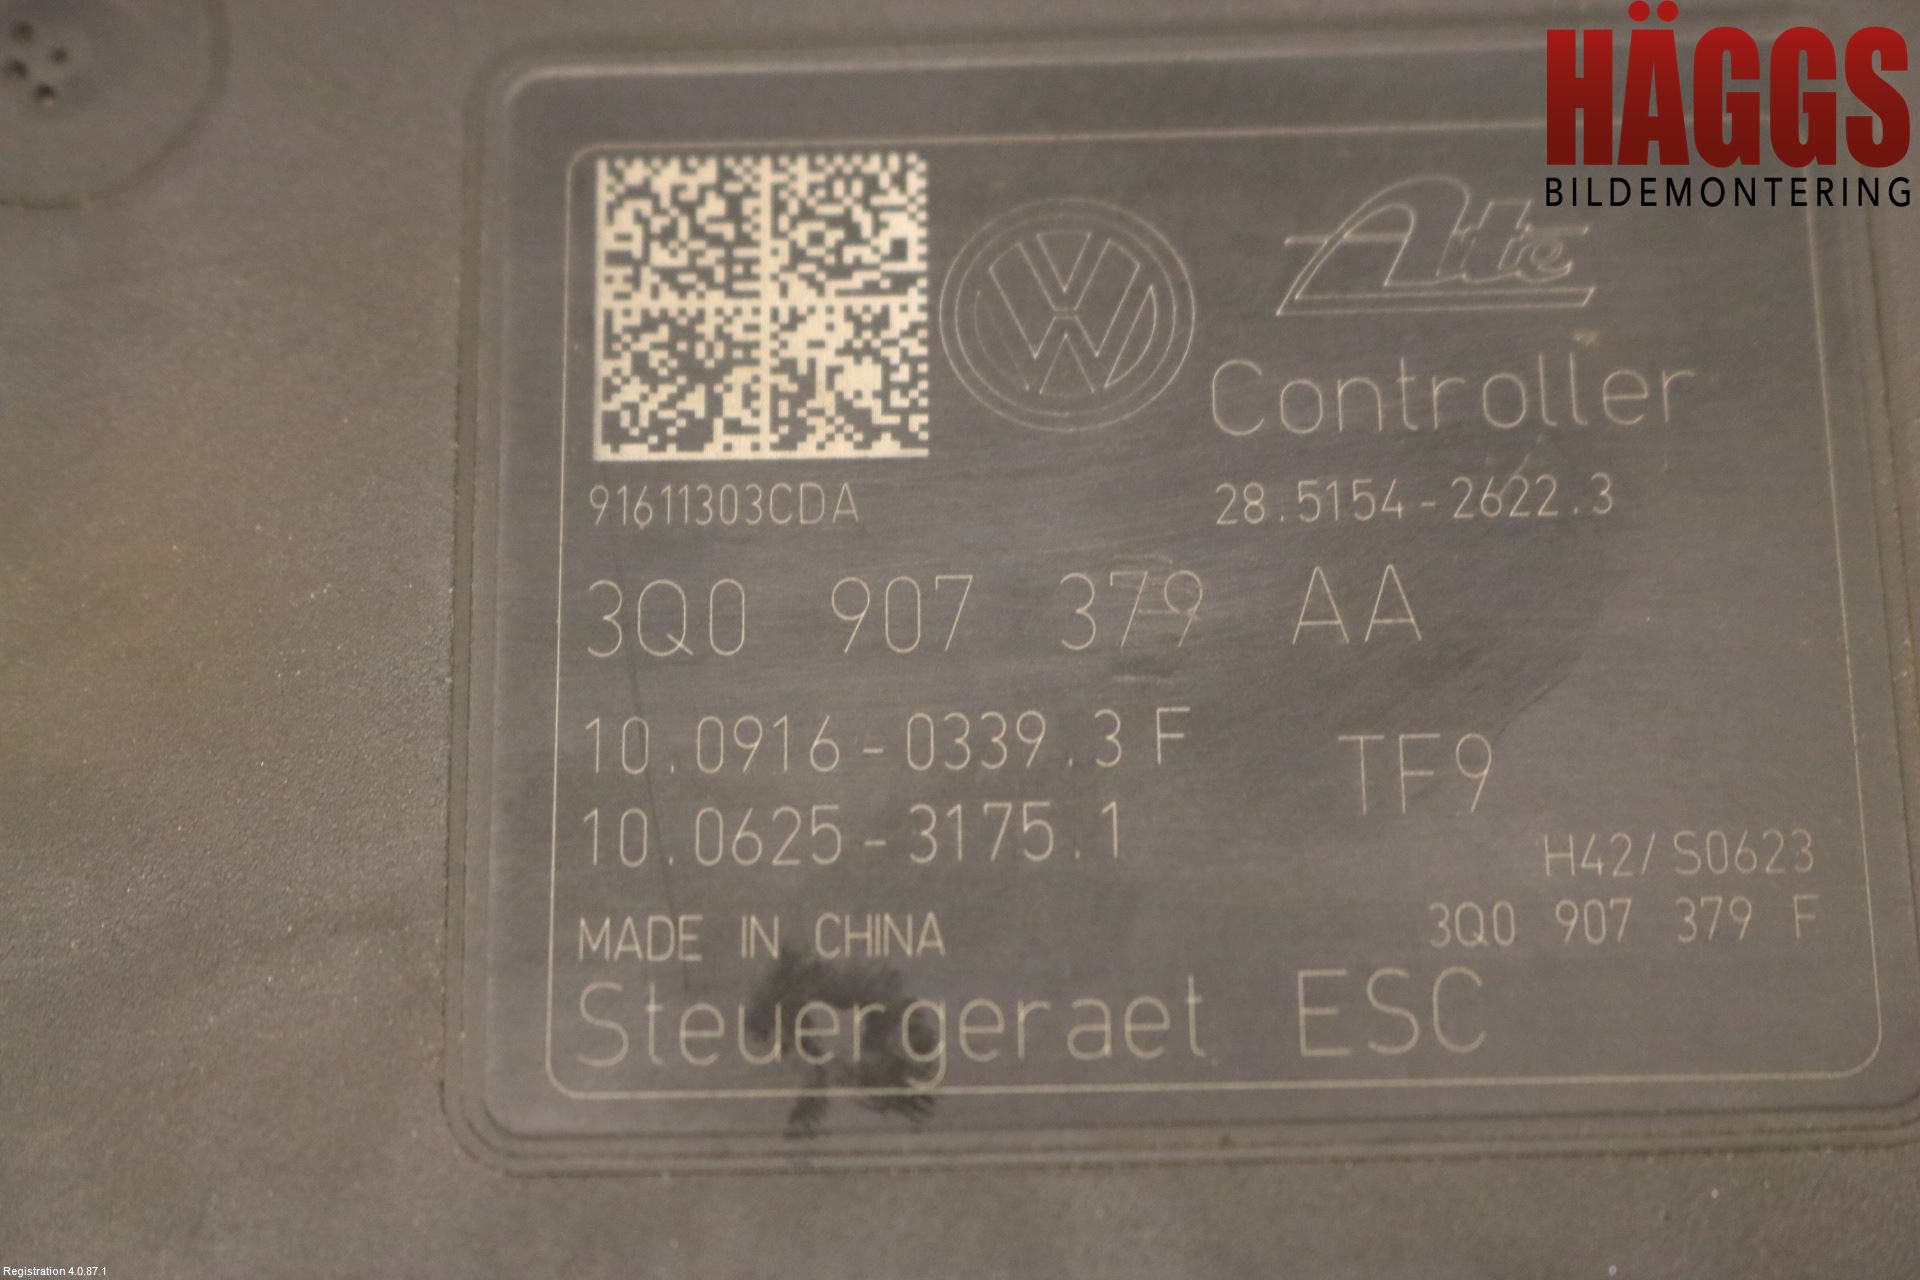 HÄGGS
BILDEMONTERING
Ate
Controller
91611303CDA
28.5154-2622.3
3Q0 907 379 AA
10.0916-0339.3 F
TF9
10.0625-3175.1
H42/S0623
MADE IN CHINA
3Q0 907 379 F
Steuergeraet ESC
Registration 4.0.87.1